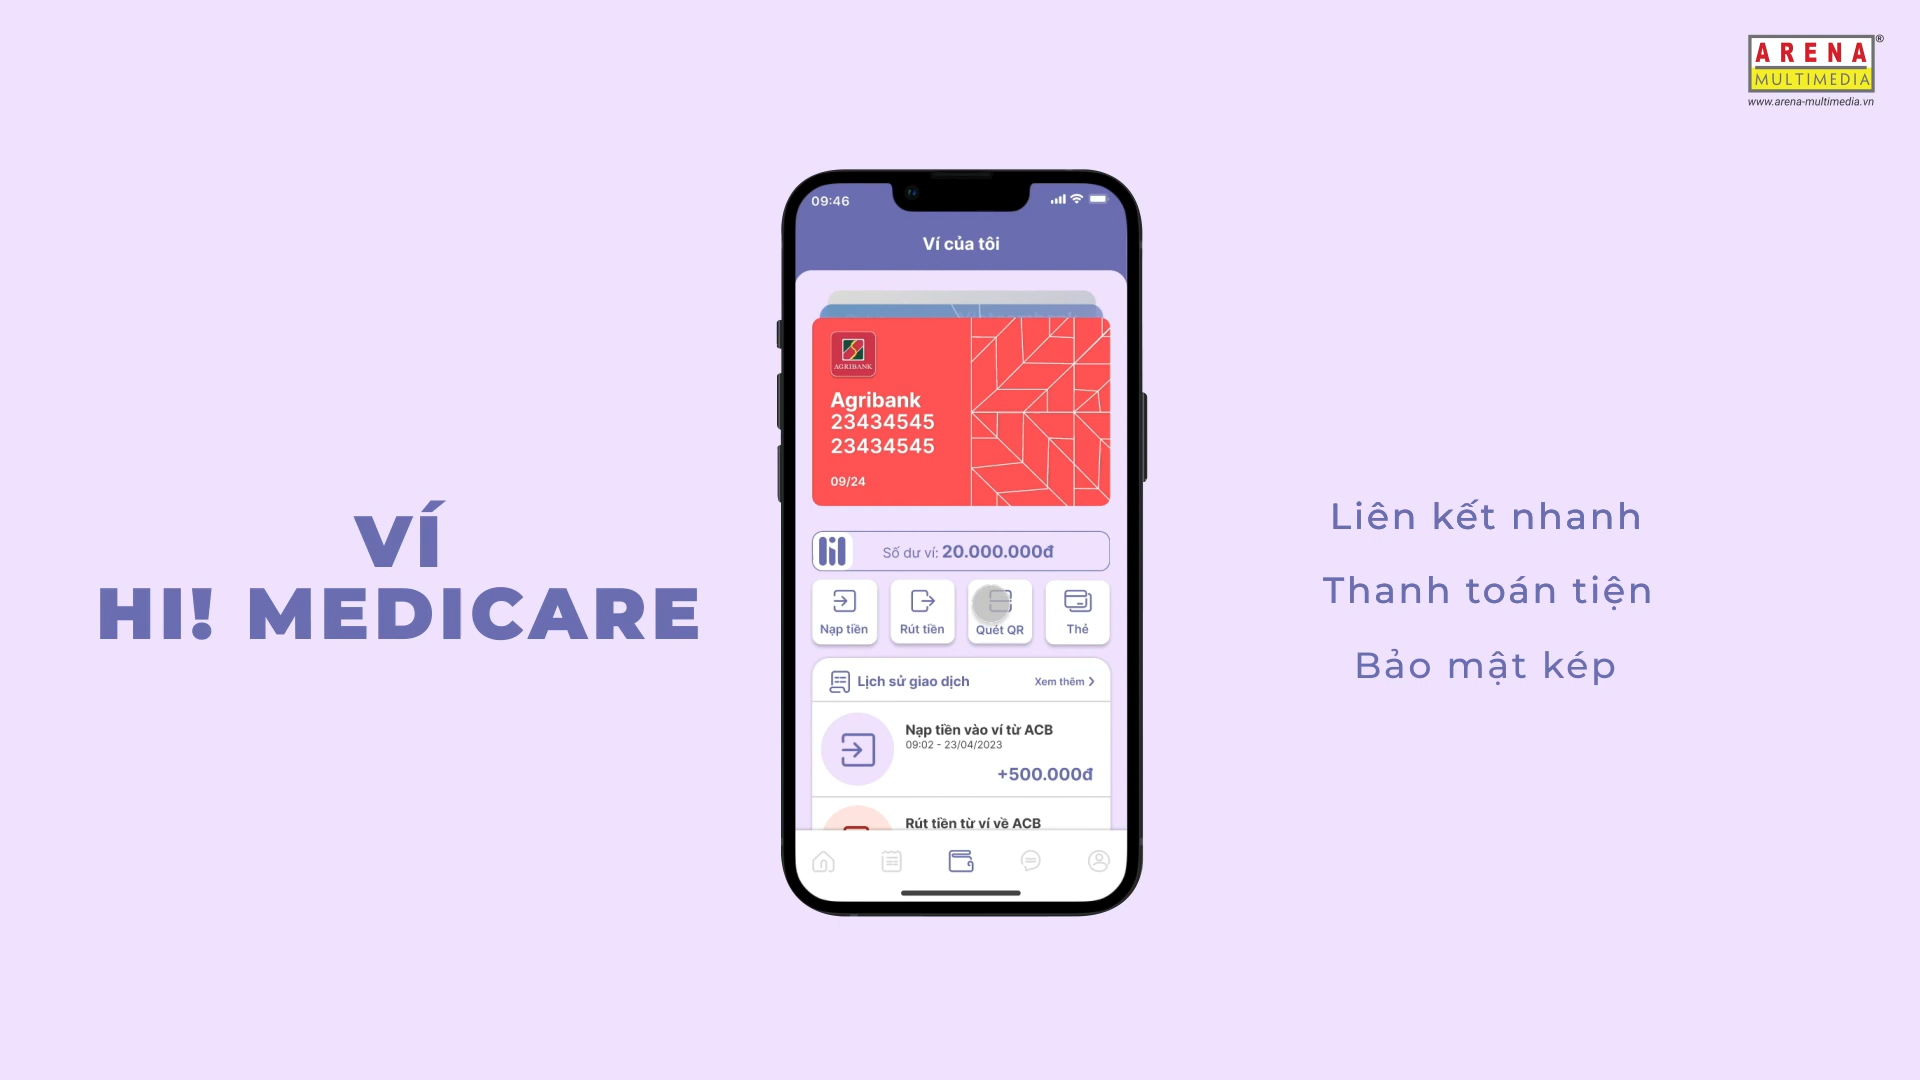 ARENA
MULTIMEDIA
®
www.arena-multimedia.vn
VÍ
HI! MEDICARE
09:46
Ví của tôi
AGRIBANK
Agribank
23434545
23434545
09/24
Số dư ví: 20.000.000đ
Nạp tiền
Rút tiền
Quét QR
Thẻ
Lịch sử giao dịch
Xem thêm
Nạp tiền vào ví từ ACB
09:02 - 23/04/2023
+500.000đ
Rút tiền từ ví về ACB
Liên kết nhanh
Thanh toán tiện
Bảo mật kép